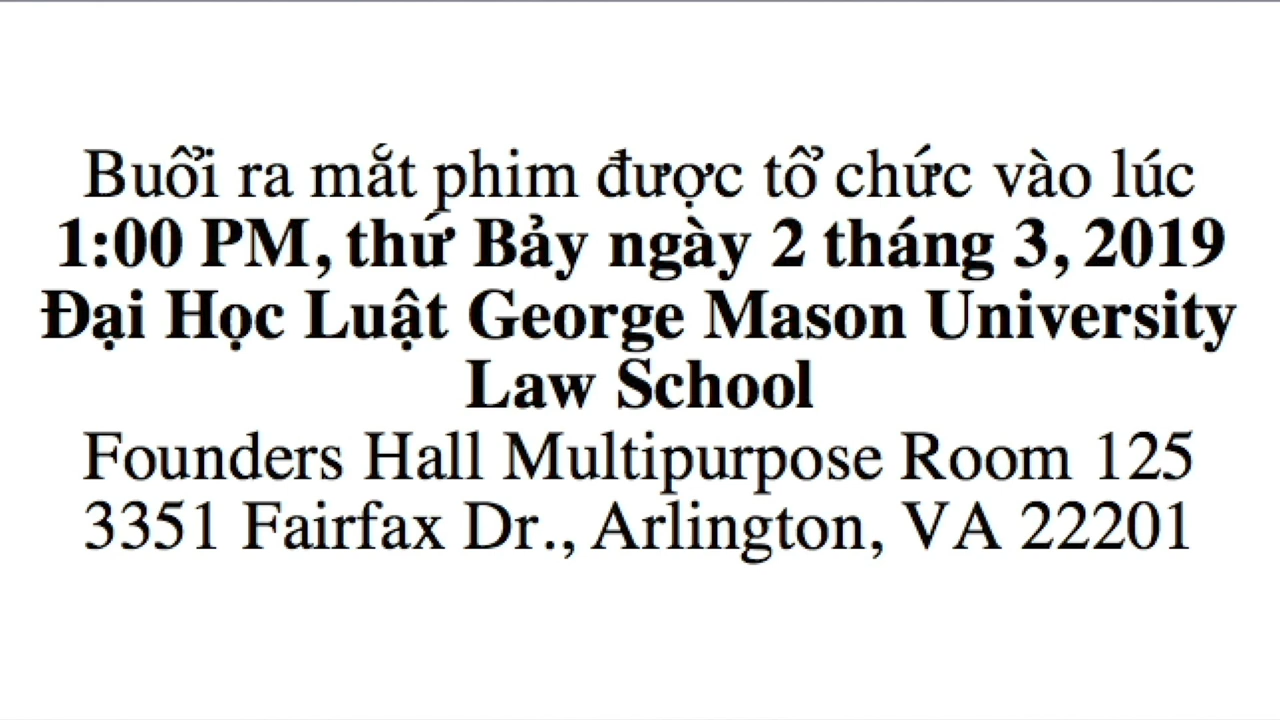 Buổi ra mắt phim được tổ chức vào lúc
1:00 PM, thứ Bảy ngày 2 tháng 3, 2019
Đại Học Luật George Mason University
Law School
Founders Hall Multipurpose Room 125
3351 Fairfax Dr., Arlington, VA 22201